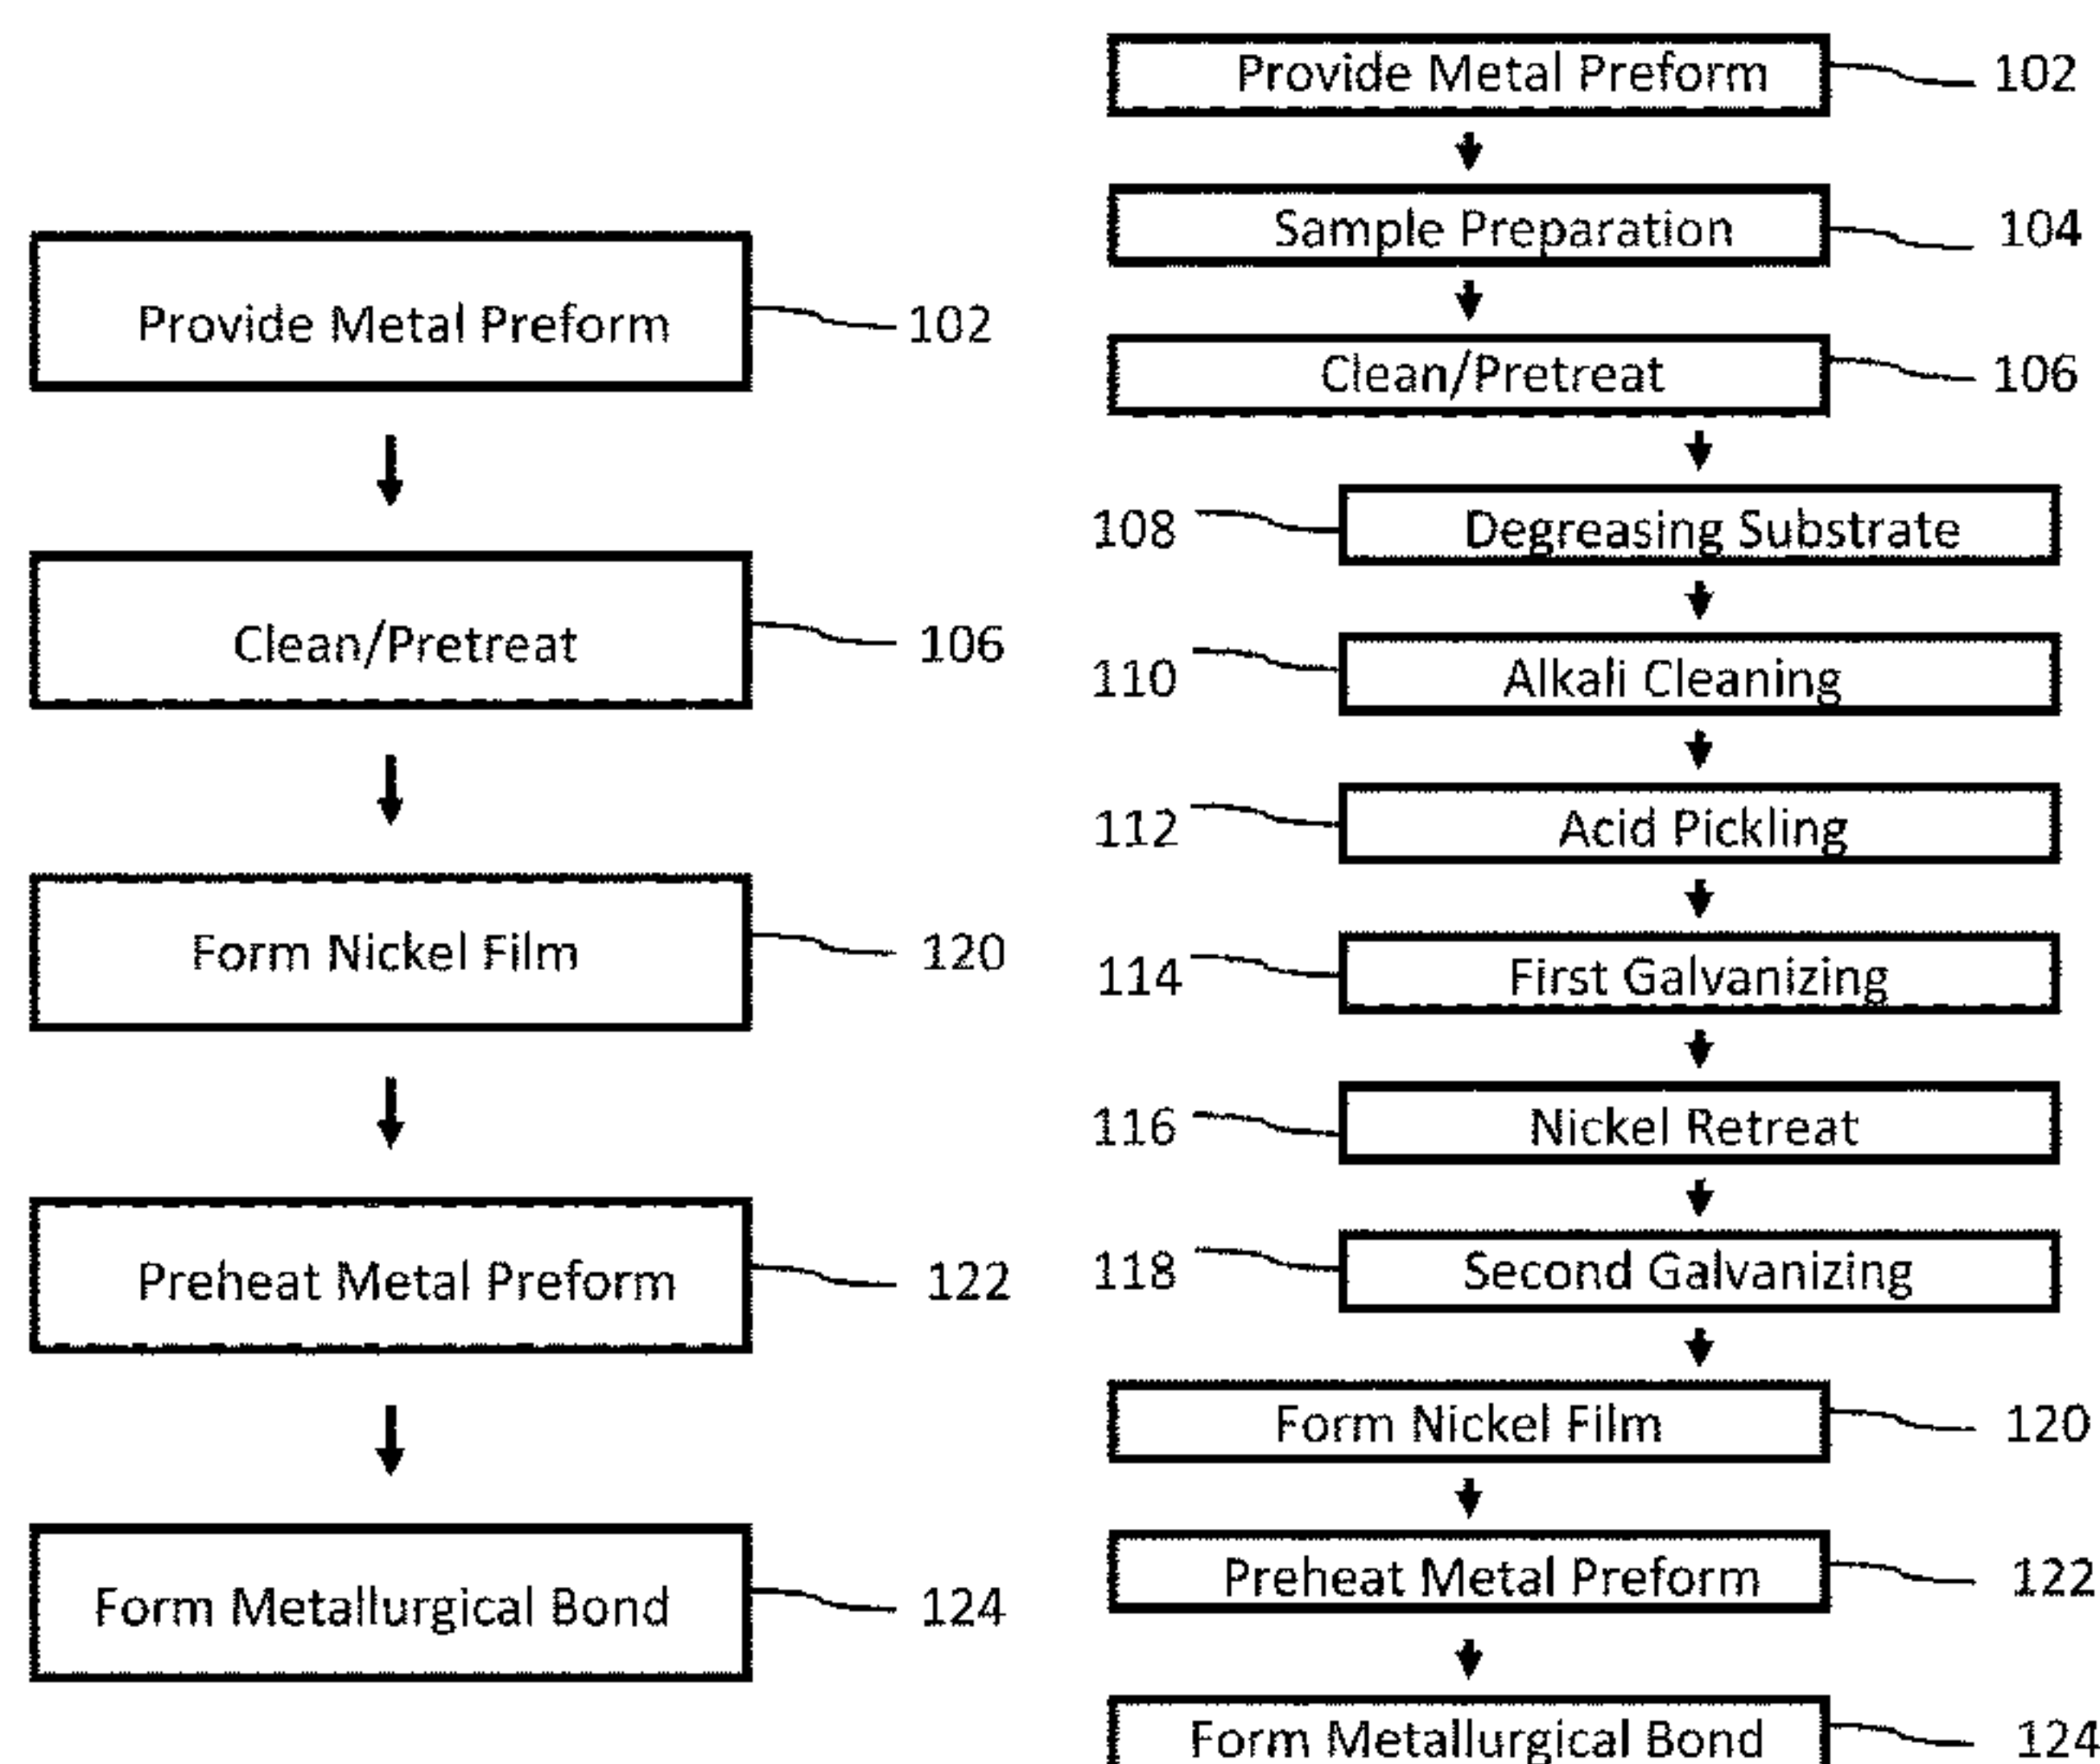 Provide Metal Preform 102
Clean/Pretreat 106
Form Nickel Film 120
Preheat Metal Preform 122
Form Metallurgical Bond 124
Provide Metal Preform 102
Sample Preparation 104
Clean/Pretreat 106
108 Degreasing Substrate
110 Alkali Cleaning
112 Acid Pickling
114 First Galvanizing
116 Nickel Retreat
118 Second Galvanizing
Form Nickel Film 120
Preheat Metal Preform 122
Form Metallurgical Bond 124